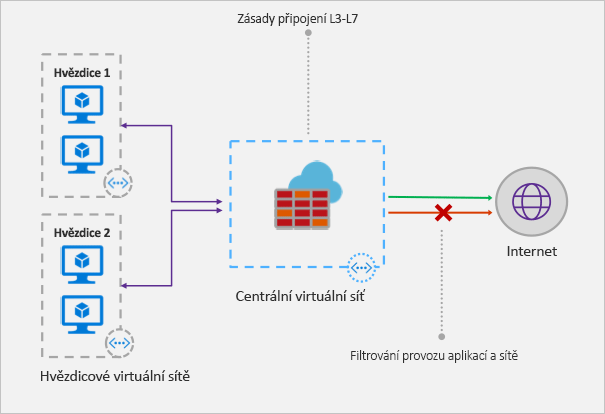 Zásady připojení L3-L7
Hvězdice 1
Hvězdice 2
Internet
Centrální virtuální síť
Filtrování provozu aplikací a sítě
Hvězdicové virtuální sítě